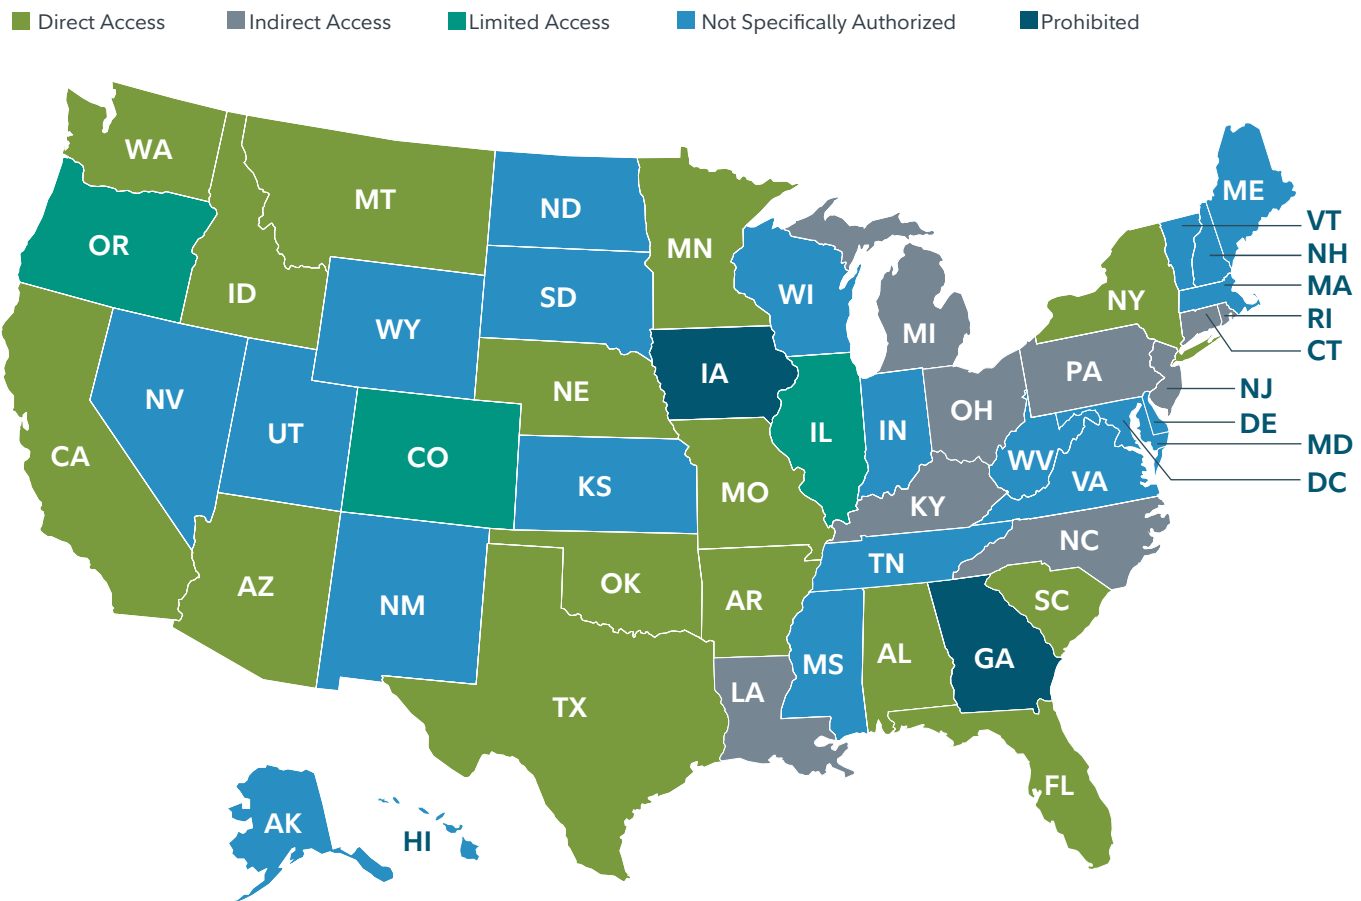 Direct Access
Indirect Access
Limited Access
Not Specifically Authorized
Prohibited
WA
MT
ND
MN
ME
VT
OR
NH
ID
SD
WI
MA
NY
RI
WY
MI
CT
IA
PA
NV
NE
NJ
OH
UT
IL
IN
DE
CA
CO
MD
WV
KS
VA
DC
MO
KY
NC
TN
AZ
OK
NM
AR
SC
AL
GA
MS
LA
TX
FL
AK
HI